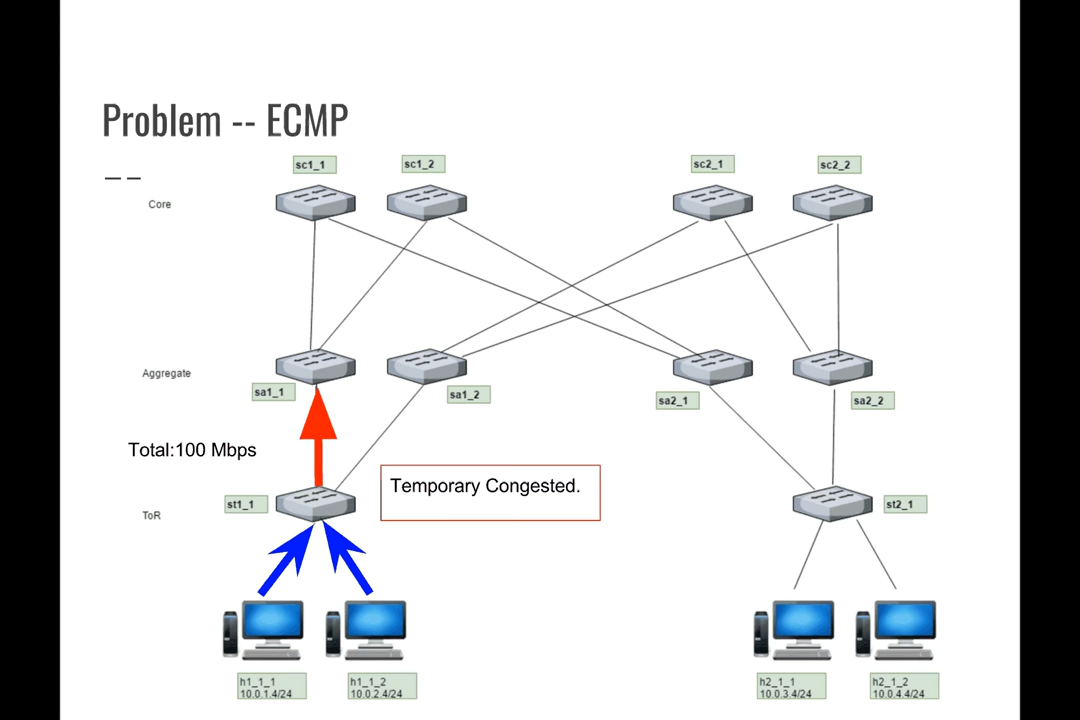 Problem -- ECMP
sc1_1
sc1_2
sc2_1
sc2_2
Core
Aggregate
sa1_1
sa1_2
sa2_1
sa2_2
Total:100 Mbps
Temporary Congested.
st1_1
st2_1
ToR
h1_1_1
10.0.1.4/24
h1_1_2
10.0.2.4/24
h2_1_1
10.0.3.4/24
h2_1_2
10.0.4.4/24